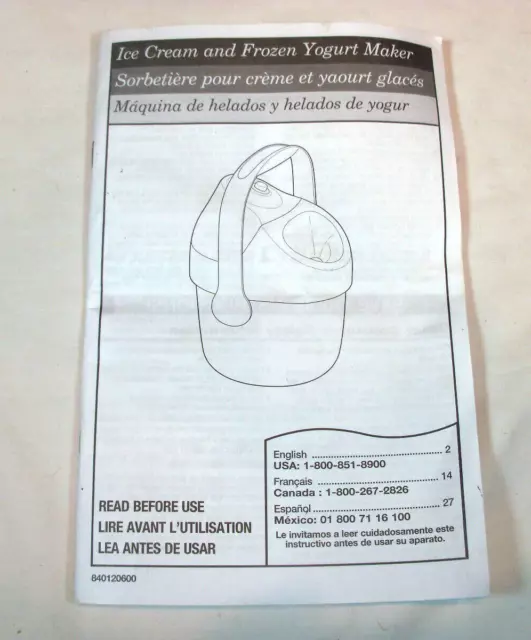 Ice Cream and Frozen Yogurt Maker
Sorbetière pour crème et yaourt glacés
Máquina de helados y helados de yogur
English ................................................ 2
USA: 1-800-851-8900
Français .............................................. 14
Canada : 1-800-267-2826
Español ............................................... 27
México: 01 800 71 16 100
Le invitamos a leer cuidadosamente este
instructivo antes de usar su aparato.
READ BEFORE USE
LIRE AVANT L'UTILISATION
LEA ANTES DE USAR
840120600